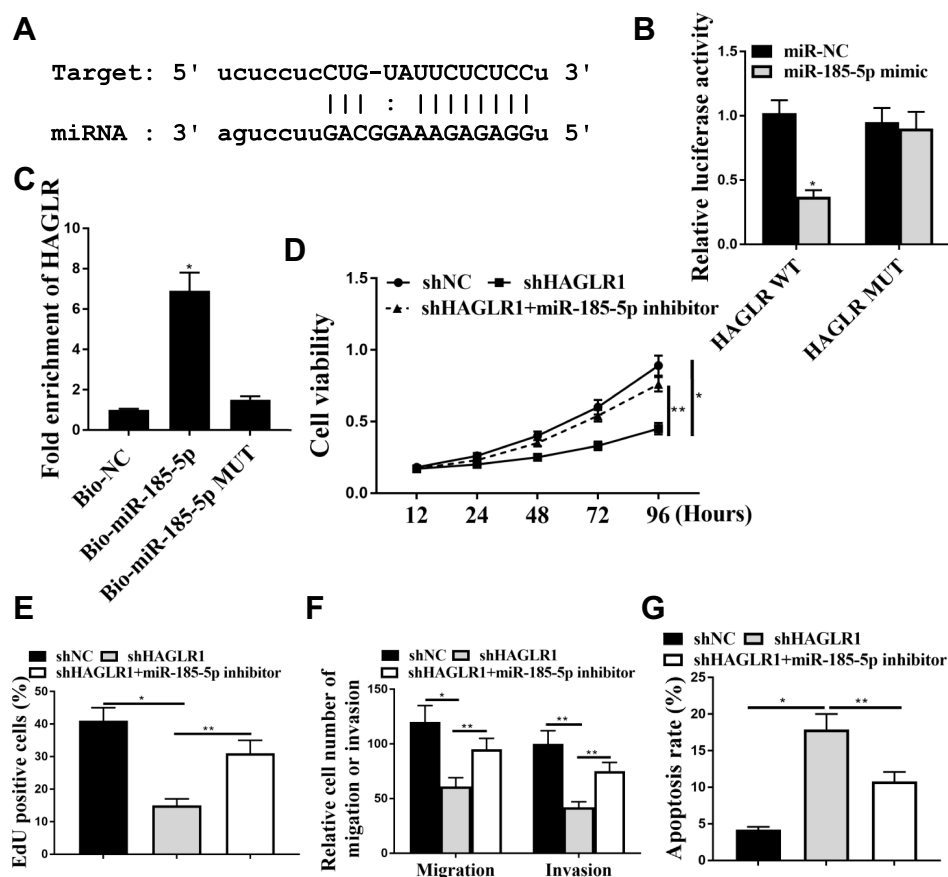 A
Target: 5' ucuccucCUG-UAUUCUCUCCu 3'
||| : ||||||||
miRNA : 3' aguccuuGACGGAAAGAGAGGu 5'
B
Relative luciferase activity
miR-NC
miR-185-5p mimic
1.5
1.0
0.5
0.0
*
HAGLR WT
HAGLR MUT
C
Fold enrichment of HAGLR
10
8
6
4
2
0
*
Bio-NC
Bio-miR-185-5p
Bio-miR-185-5p MUT
D
Cell viability
shNC shHAGLR1
shHAGLR1+miR-185-5p inhibitor
1.5
1.0
0.5
0.0
** *
12 24 48 72 96 (Hours)
E
EdU positive cells (%)
shNC shHAGLR1
shHAGLR1+miR-185-5p inhibitor
50
40
30
20
10
0
*
**
F
Relative cell number of
migration or invasion
shNC shHAGLR1
shHAGLR1+miR-185-5p inhibitor
150
100
50
0
*
**
**
**
Migration Invasion
G
Apoptosis rate (%)
shNC shHAGLR1
shHAGLR1+miR-185-5p inhibitor
25
20
15
10
5
0
* **